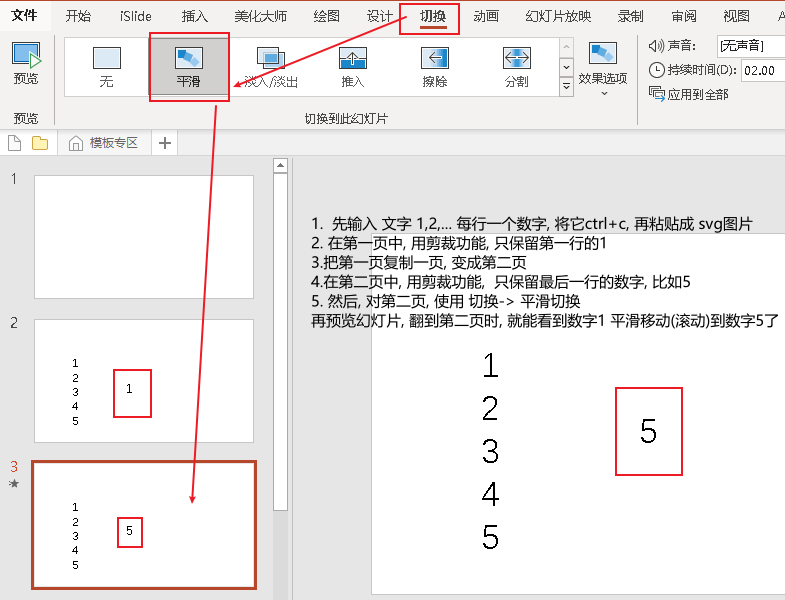 文件 开始 iSlide 插入 美化大师 绘图 设计 切换 动画 幻灯片放映 录制 审阅 视图 A
预览 无 平滑 淡入/淡出 推入 擦除 分割 效果选项
声音: [无声音]
持续时间(D): 02.00
应用到全部
预览 切换到此幻灯片
模板专区
1
2
1
2
3
4
5
1
3
1
2
3
4
5
5
1. 先输入 文字 1,2,... 每行一个数字, 将它ctrl+c, 再粘贴成 svg图片
2. 在第一页中, 用剪裁功能, 只保留第一行的1
3.把第一页复制一页, 变成第二页
4.在第二页中, 用剪裁功能, 只保留最后一行的数字, 比如5
5. 然后, 对第二页, 使用 切换-> 平滑切换
再预览幻灯片, 翻到第二页时, 就能看到数字1 平滑移动(滚动)到数字5了
1
2
3
4
5
5